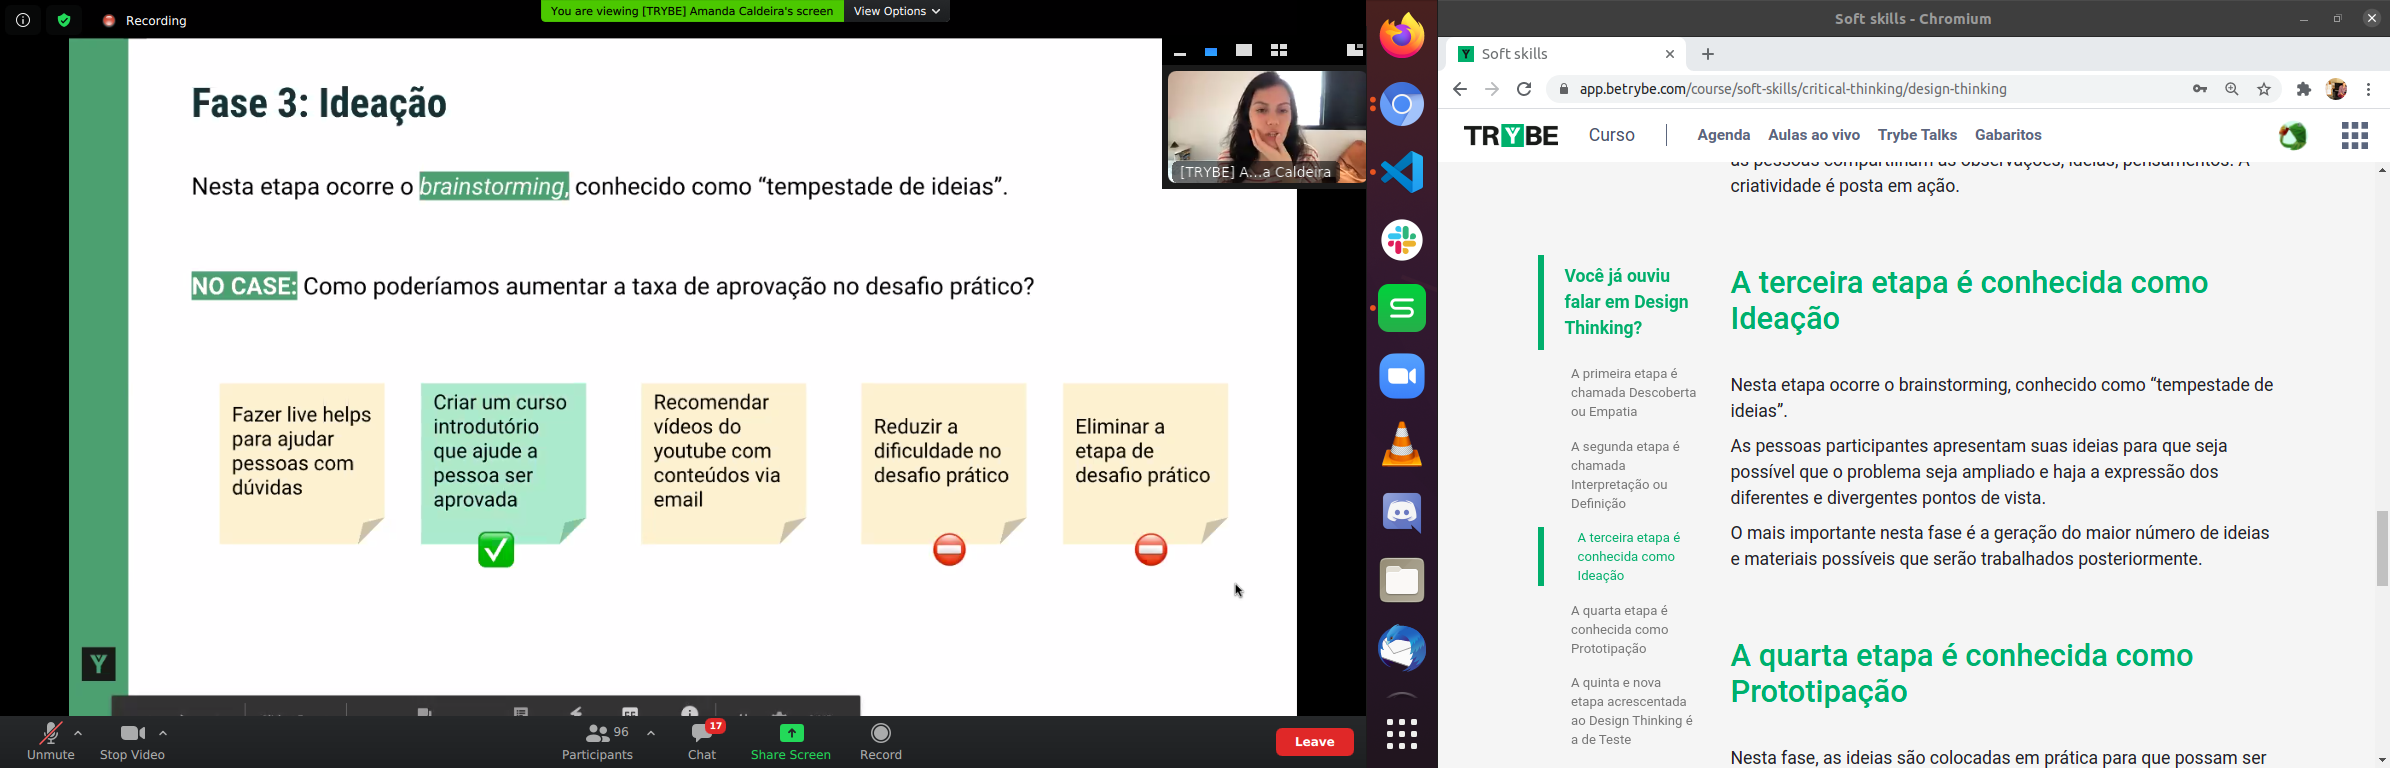 Recording
You are viewing [TRYBE] Amanda Caldeira's screen
View Options
Fase 3: Ideação
Nesta etapa ocorre o brainstorming, conhecido como “tempestade de ideias”.
NO CASE: Como poderíamos aumentar a taxa de aprovação no desafio prático?
Fazer live helps
para ajudar
pessoas com
dúvidas
Criar um curso
introdutório
que ajude a
pessoa ser
aprovada
Recomendar
vídeos do
youtube com
conteúdos via
email
Reduzir a
dificuldade no
desafio prático
Eliminar a
etapa de
desafio prático
[TRYBE] A...a Caldeira
Unmute
Stop Video
96
Participants
17
Chat
Share Screen
Record
Leave
Soft skills - Chromium
Soft skills
app.betrybe.com/course/soft-skills/critical-thinking/design-thinking
TRYBE
Curso
Agenda
Aulas ao vivo
Trybe Talks
Gabaritos
as pessoas compartilham as observações, ideias, pensamentos. A
criatividade é posta em ação.
Você já ouviu
falar em Design
Thinking?
A primeira etapa é
chamada Descoberta
ou Empatia
A segunda etapa é
chamada
Interpretação ou
Definição
A terceira etapa é
conhecida como
Ideação
A quarta etapa é
conhecida como
Prototipação
A quinta e nova
etapa acrescentada
ao Design Thinking é
a de Teste
A terceira etapa é conhecida como
Ideação
Nesta etapa ocorre o brainstorming, conhecido como “tempestade de
ideias”.
As pessoas participantes apresentam suas ideias para que seja
possível que o problema seja ampliado e haja a expressão dos
diferentes e divergentes pontos de vista.
O mais importante nesta fase é a geração do maior número de ideias
e materiais possíveis que serão trabalhados posteriormente.
A quarta etapa é conhecida como
Prototipação
Nesta fase, as ideias são colocadas em prática para que possam ser